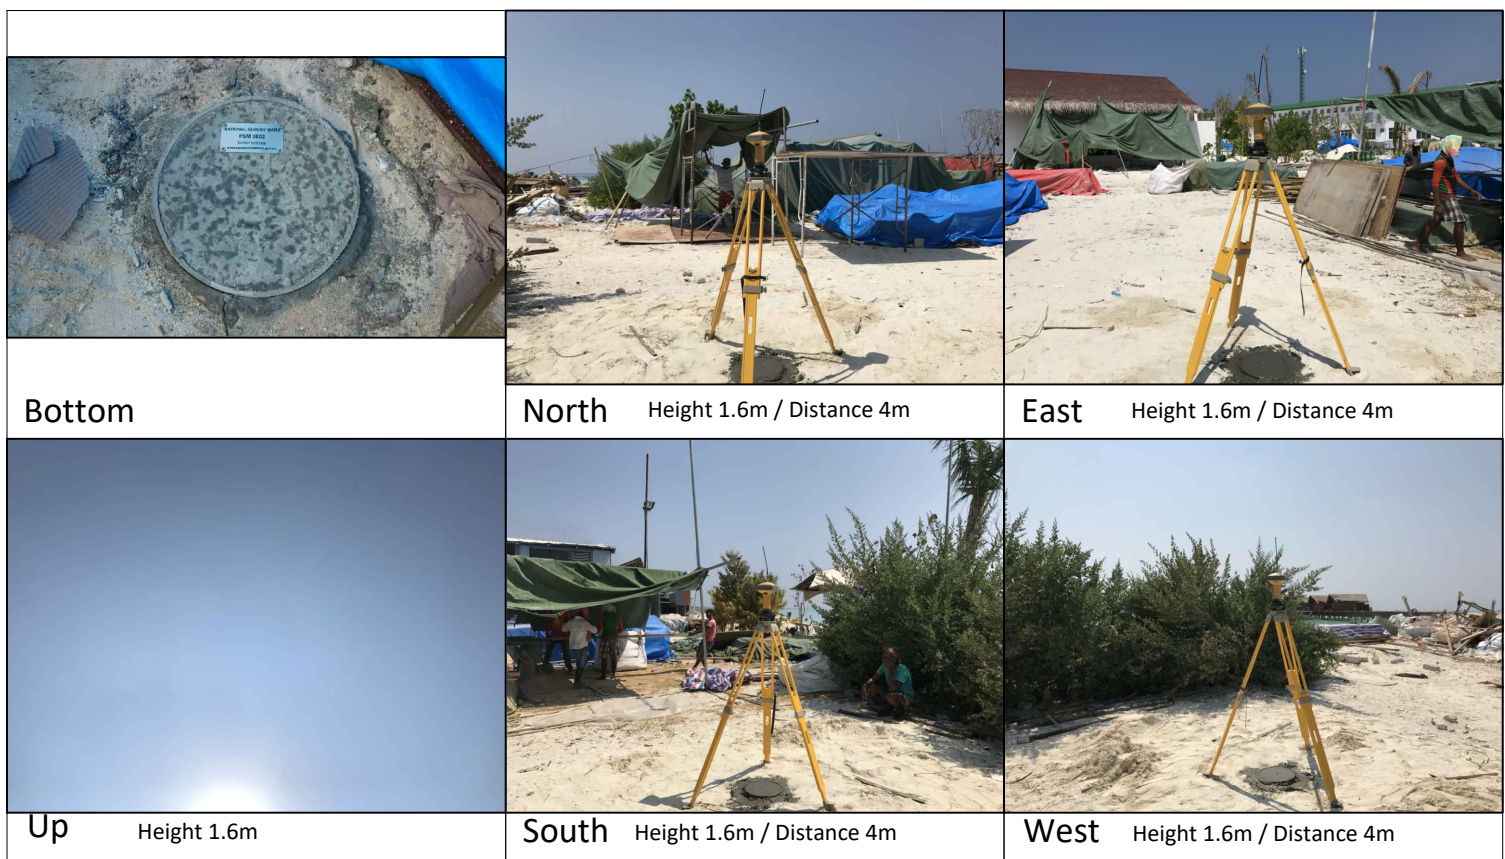 NATIONAL SURVEY MARK
PSM 0803
Bottom
North Height 1.6m / Distance 4m
East Height 1.6m / Distance 4m
Up Height 1.6m
South Height 1.6m / Distance 4m
West Height 1.6m / Distance 4m